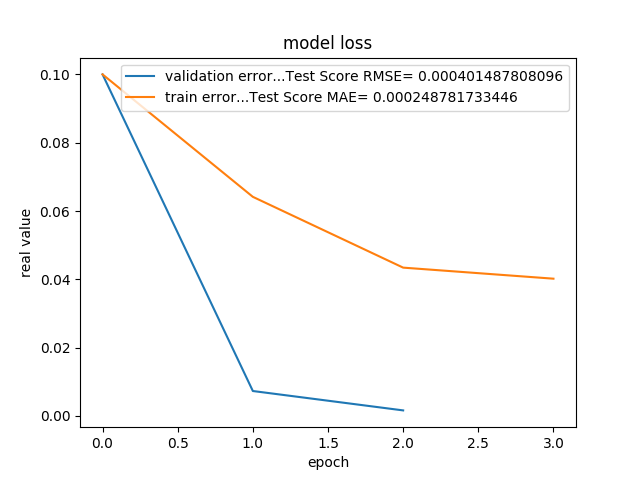 model loss
validation error...Test Score RMSE= 0.000401487808096
train error...Test Score MAE= 0.000248781733446
real value
0.10
0.08
0.06
0.04
0.02
0.00
0.0 0.5 1.0 1.5 2.0 2.5 3.0
epoch